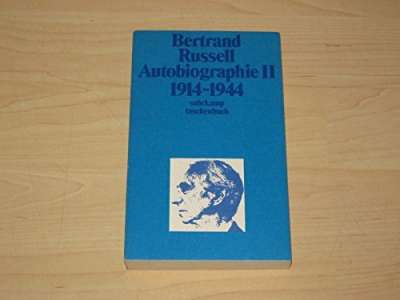 Bertrand
Russell
Autobiographie II
1914-1944
suhrkamp
taschenbuch